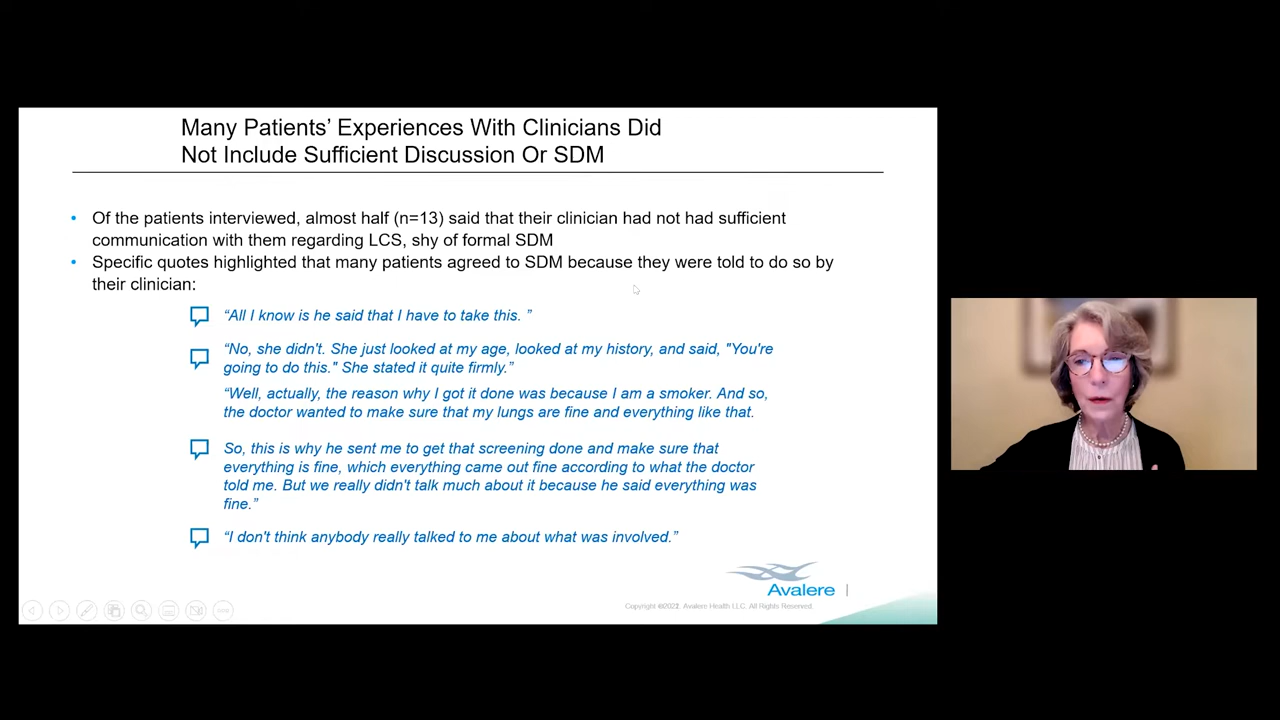 Many Patients’ Experiences With Clinicians Did
Not Include Sufficient Discussion Or SDM
• Of the patients interviewed, almost half (n=13) said that their clinician had not had sufficient
communication with them regarding LCS, shy of formal SDM
• Specific quotes highlighted that many patients agreed to SDM because they were told to do so by
their clinician:
“All I know is he said that I have to take this. ”
“No, she didn't. She just looked at my age, looked at my history, and said, "You're
going to do this." She stated it quite firmly.”
“Well, actually, the reason why I got it done was because I am a smoker. And so,
the doctor wanted to make sure that my lungs are fine and everything like that.
So, this is why he sent me to get that screening done and make sure that
everything is fine, which everything came out fine according to what the doctor
told me. But we really didn't talk much about it because he said everything was
fine.”
“I don't think anybody really talked to me about what was involved.”
Avalere |
Copyright ©. Avalere Health LLC. All Rights Reserved.